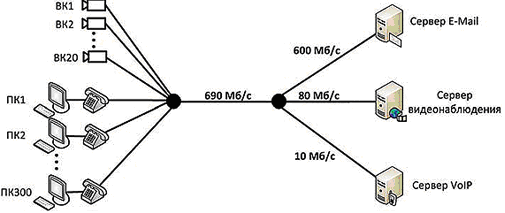 ВК1
ВК2
ВК20
ПК1
ПК2
ПК300
690 Мб/с
600 Мб/с
80 Мб/с
10 Мб/с
Сервер E-Mail
Сервер
видеонаблюдения
Сервер VoIP